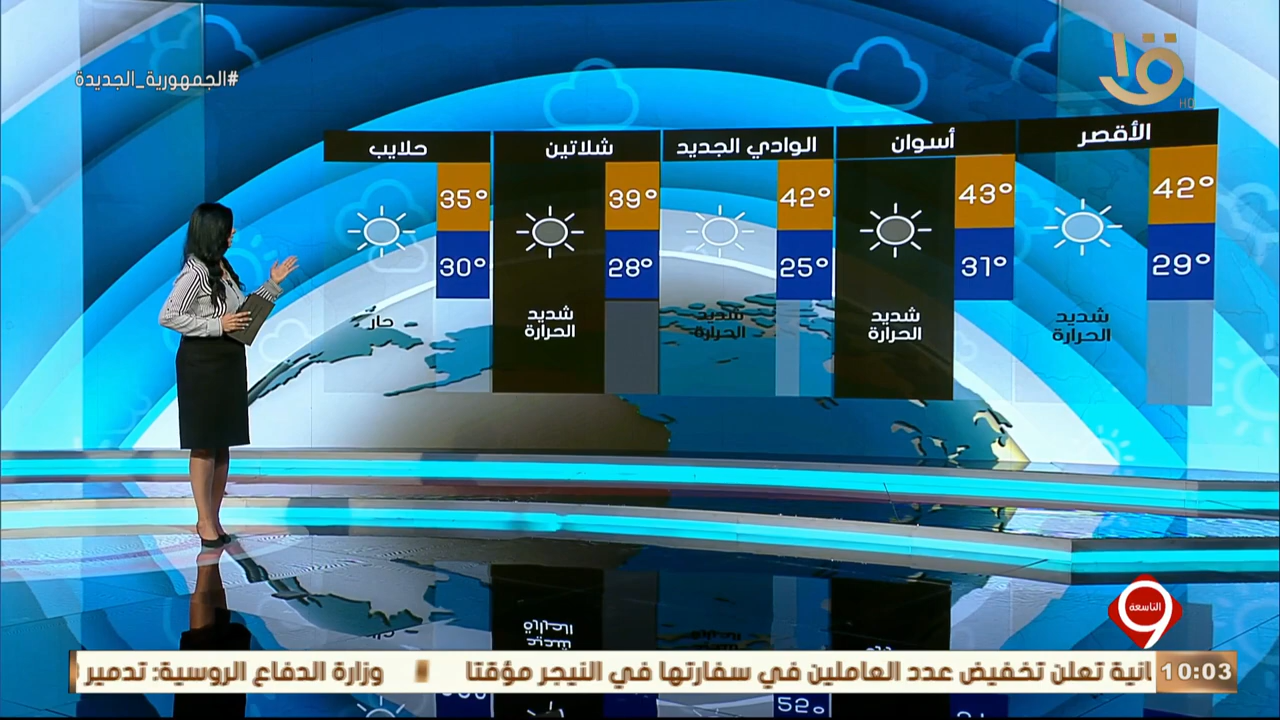 #الجمهورية_الجديدة
قا
HD
الأقصر
42°
29°
شديد
الحرارة
أسوان
43°
31°
شديد
الحرارة
الوادي الجديد
42°
25°
شديد
الحرارة
شلاتين
39°
28°
شديد
الحرارة
حلايب
35°
30°
حار
التاسعة
9
10:03
انية تعلن تخفيض عدد العاملين في سفارتها في النيجر مؤقتا
وزارة الدفاع الروسية: تدمير
52°